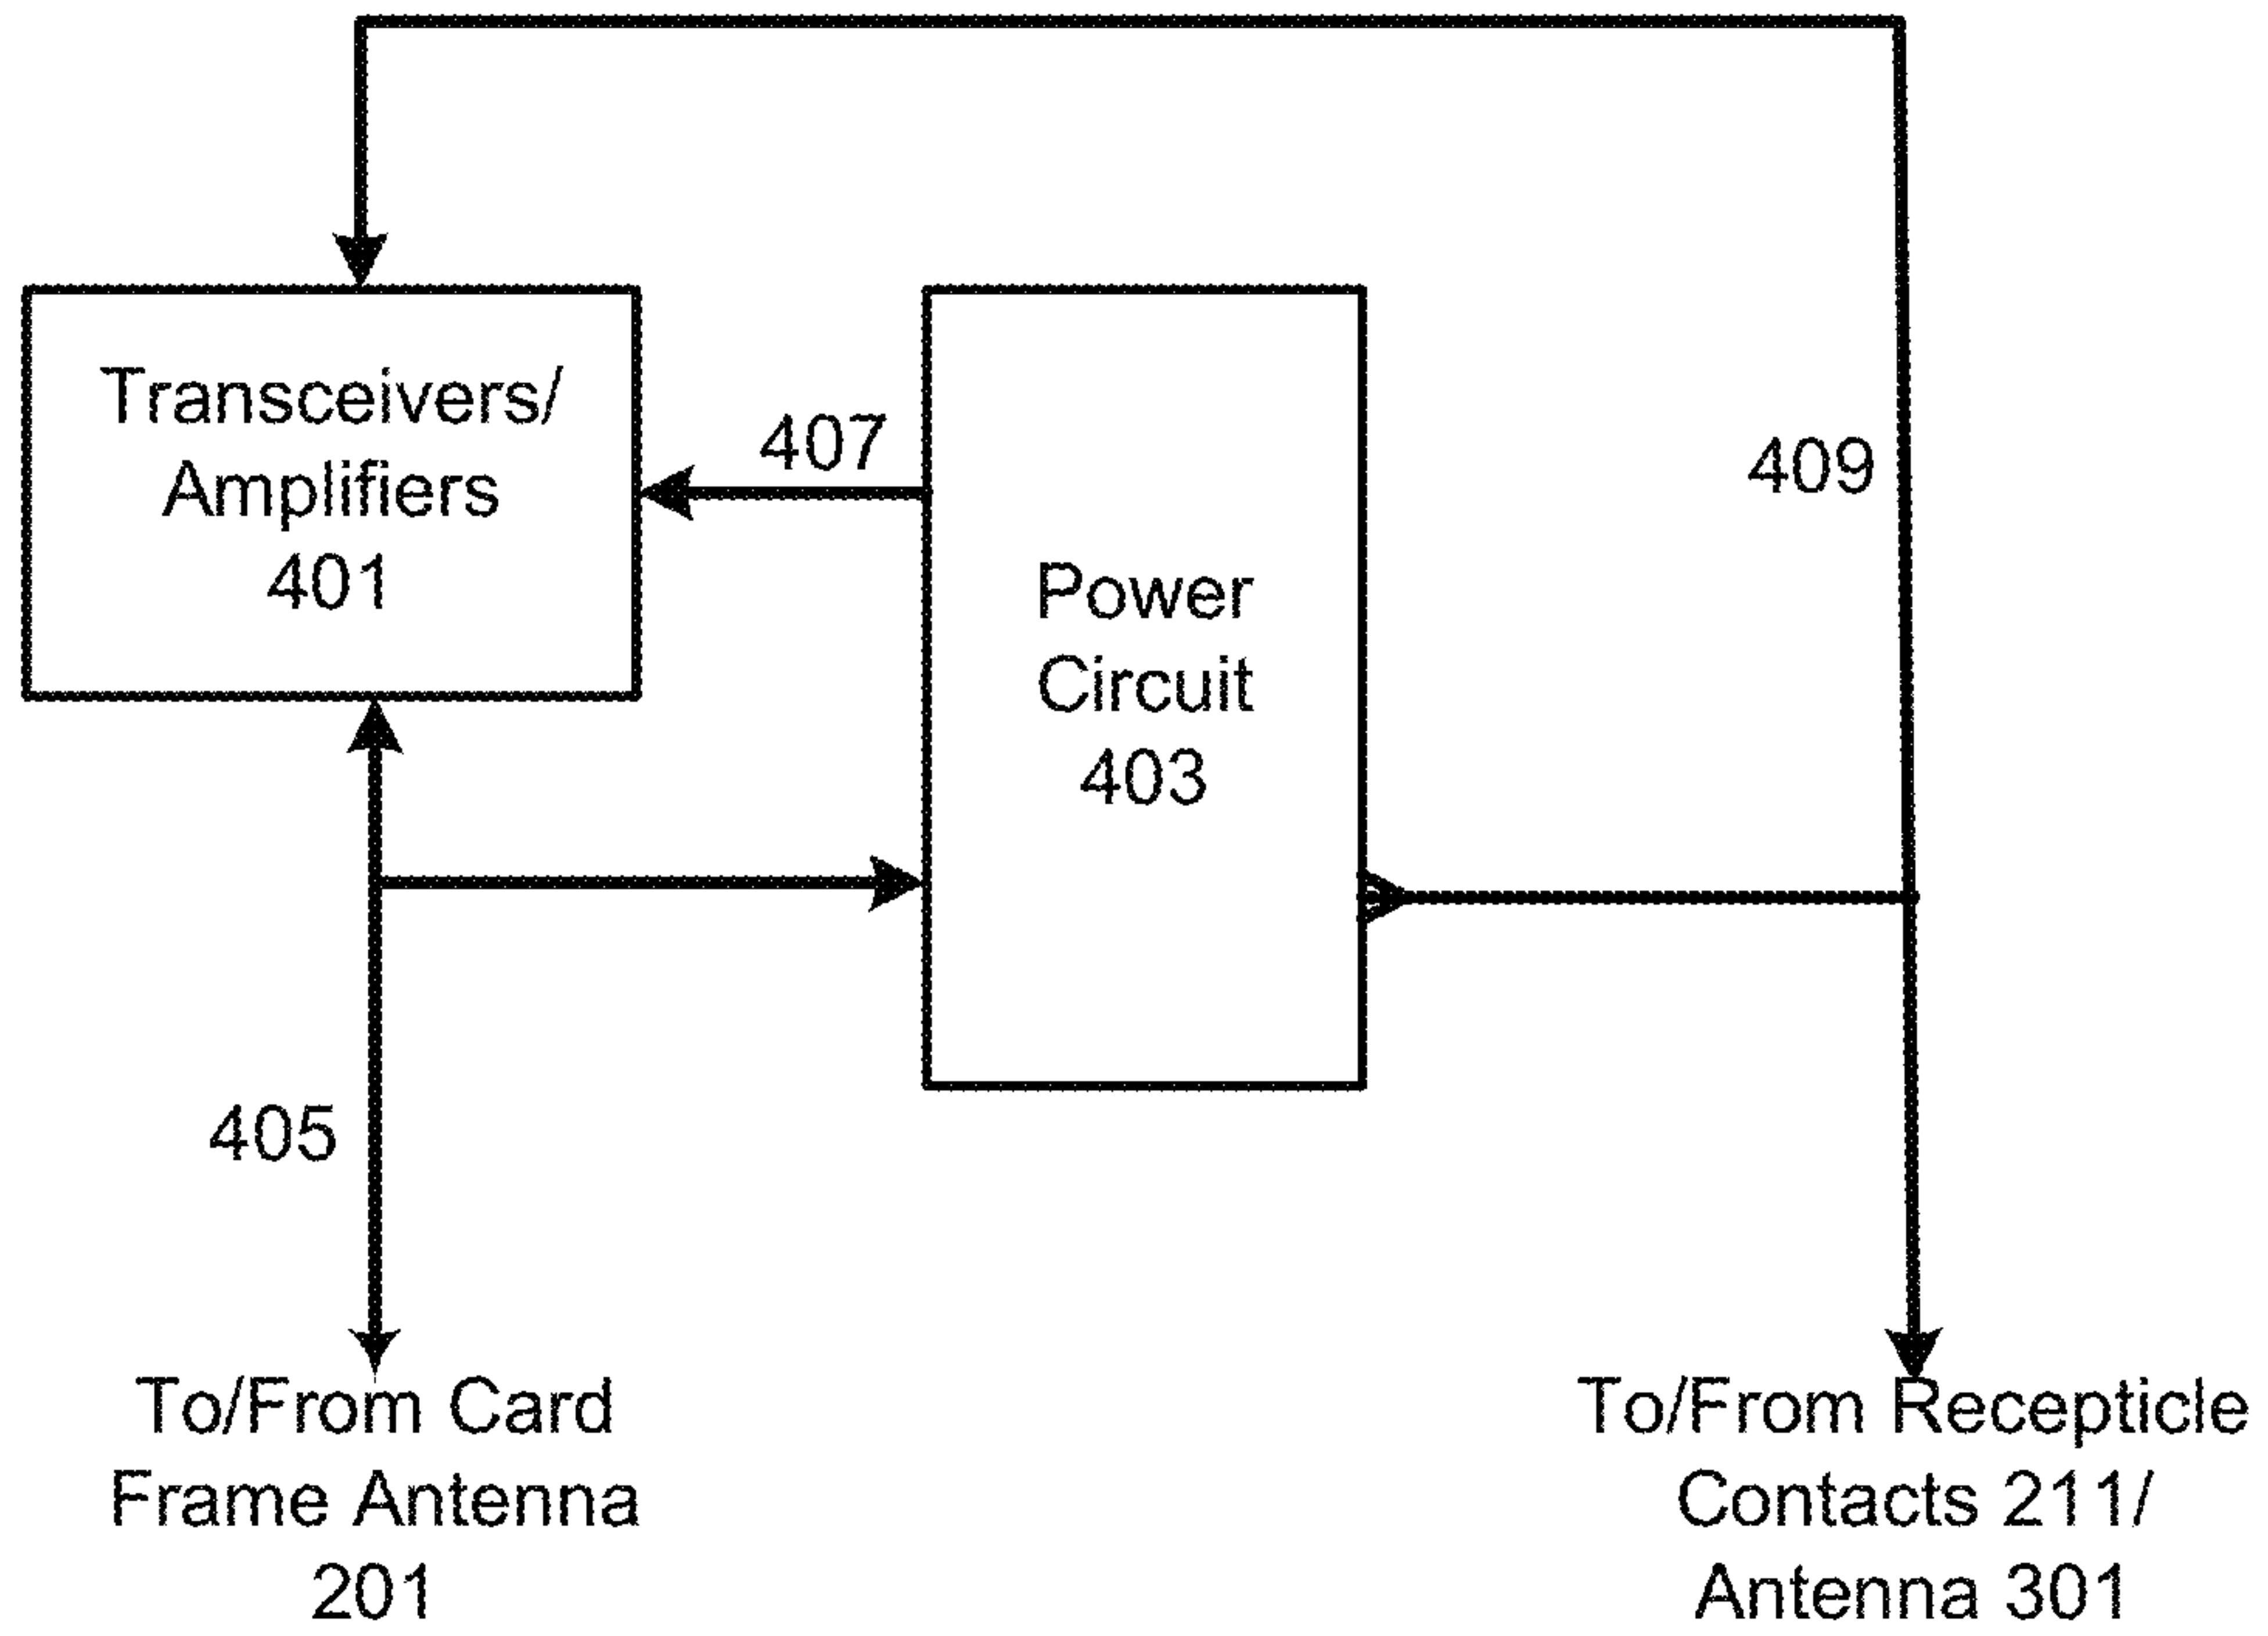 Transceivers/
Amplifiers
401
407
409
Power
Circuit
403
405
To/From Card
Frame Antenna
201
To/From Recepticle
Contacts 211/
Antenna 301